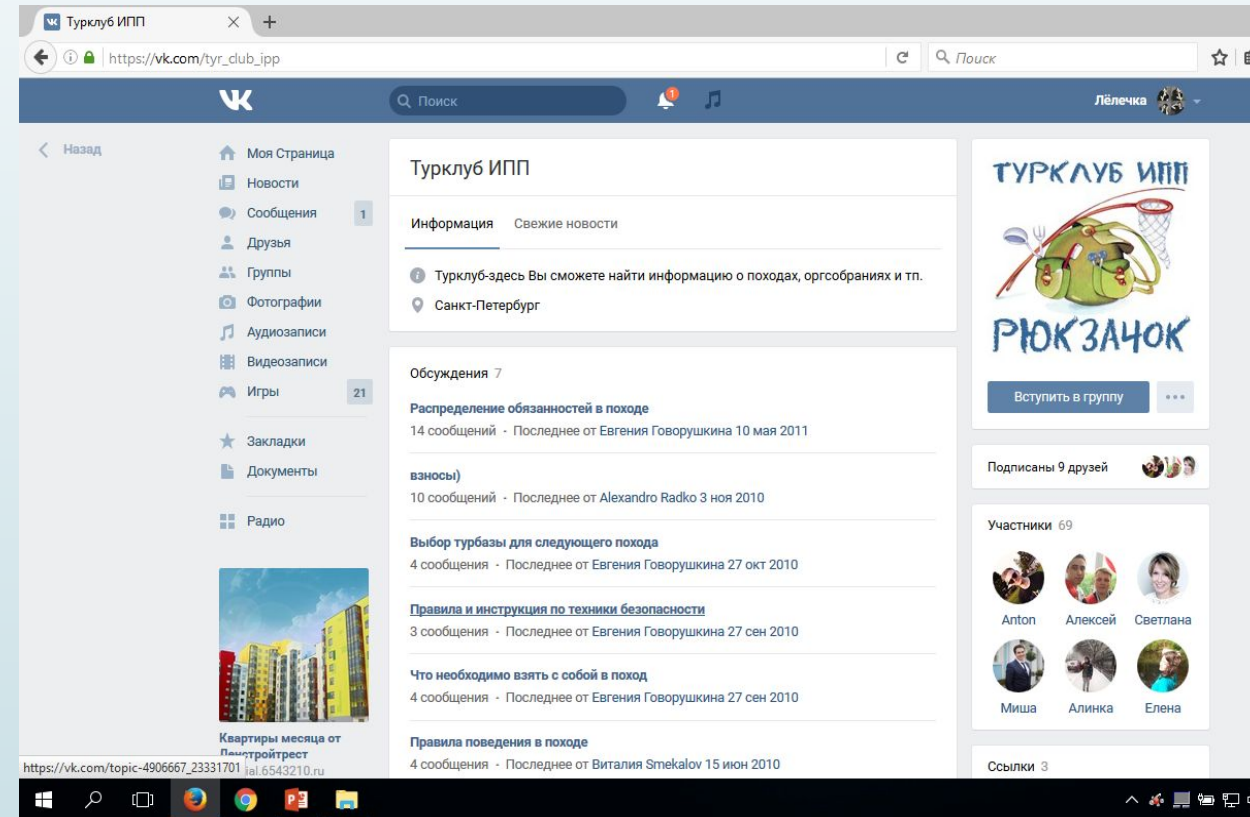 Турклуб ИПП
https://vk.com/tyr_club_ipp
Поиск
Поиск
1
Лёлечка
Назад
Моя Страница
Новости
Сообщения 1
Друзья
Группы
Фотографии
Аудиозаписи
Видеозаписи
Игры 21
Закладки
Документы
Радио
Квартиры месяца от
Ленстройтрест
ial.6543210.ru
https://vk.com/topic-4906667_23331701
Турклуб ИПП
Информация Свежие новости
Турклуб-здесь Вы сможете найти информацию о походах, оргсобраниях и тп.
Санкт-Петербург
Обсуждения 7
Распределение обязанностей в походе
14 сообщений - Последнее от Евгения Говорушкина 10 мая 2011
взносы)
10 сообщений - Последнее от Alexandro Radko 3 ноя 2010
Выбор турбазы для следующего похода
4 сообщения - Последнее от Евгения Говорушкина 27 окт 2010
Правила и инструкция по техники безопасности
3 сообщения - Последнее от Евгения Говорушкина 27 сен 2010
Что необходимо взять с собой в поход
4 сообщения - Последнее от Евгения Говорушкина 27 сен 2010
Правила поведения в походе
4 сообщения - Последнее от Виталия Smekalov 15 июн 2010
ТУРКЛУБ ИПП
РЮКЗАЧОК
Вступить в группу
Подписаны 9 друзей
Участники 69
Anton Алексей Светлана
Миша Алинка Елена
Ссылки 3